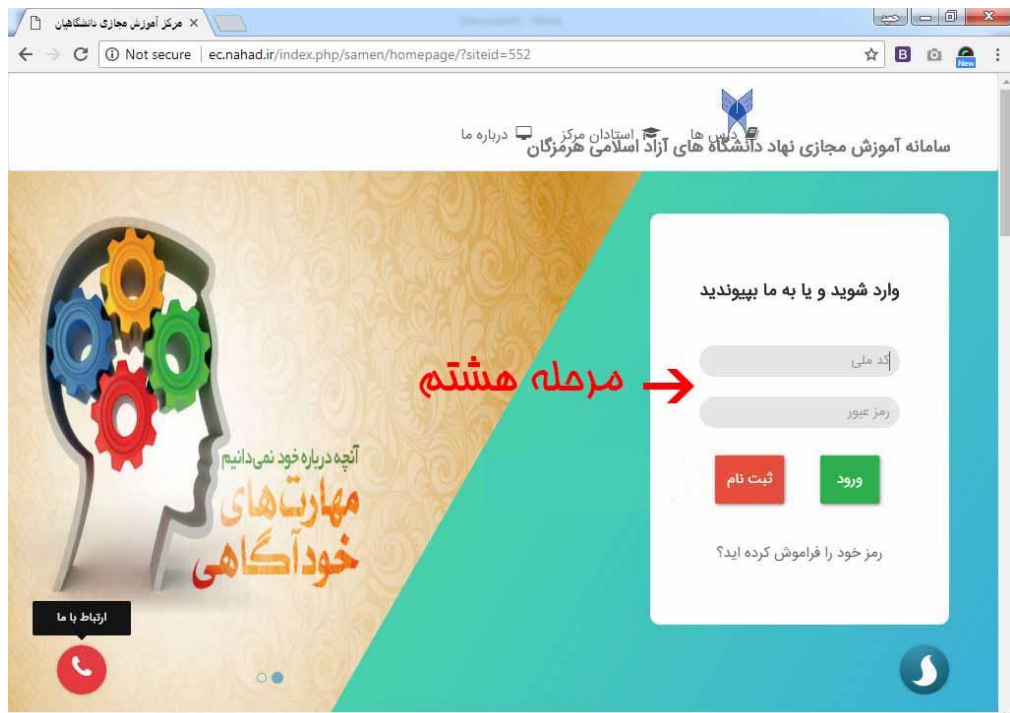 مرکز آموزش مجازی دانشگاهیان
حمید
Not secure | ec.nahad.ir/index.php/samen/homepage/?siteid=552
New
درس ها استادان مرکز درباره ما
سامانه آموزش مجازی نهاد دانشگاه های آزاد اسلامی هرمزگان
وارد شوید و یا به ما بپیوندید
کد ملی
مرحله هشتم
رمز عبور
ورود ثبت نام
رمز خود را فراموش کرده اید؟
آنچه درباره خود نمی‌دانیم
مهارت‌های
خودآگاهی
ارتباط با ما